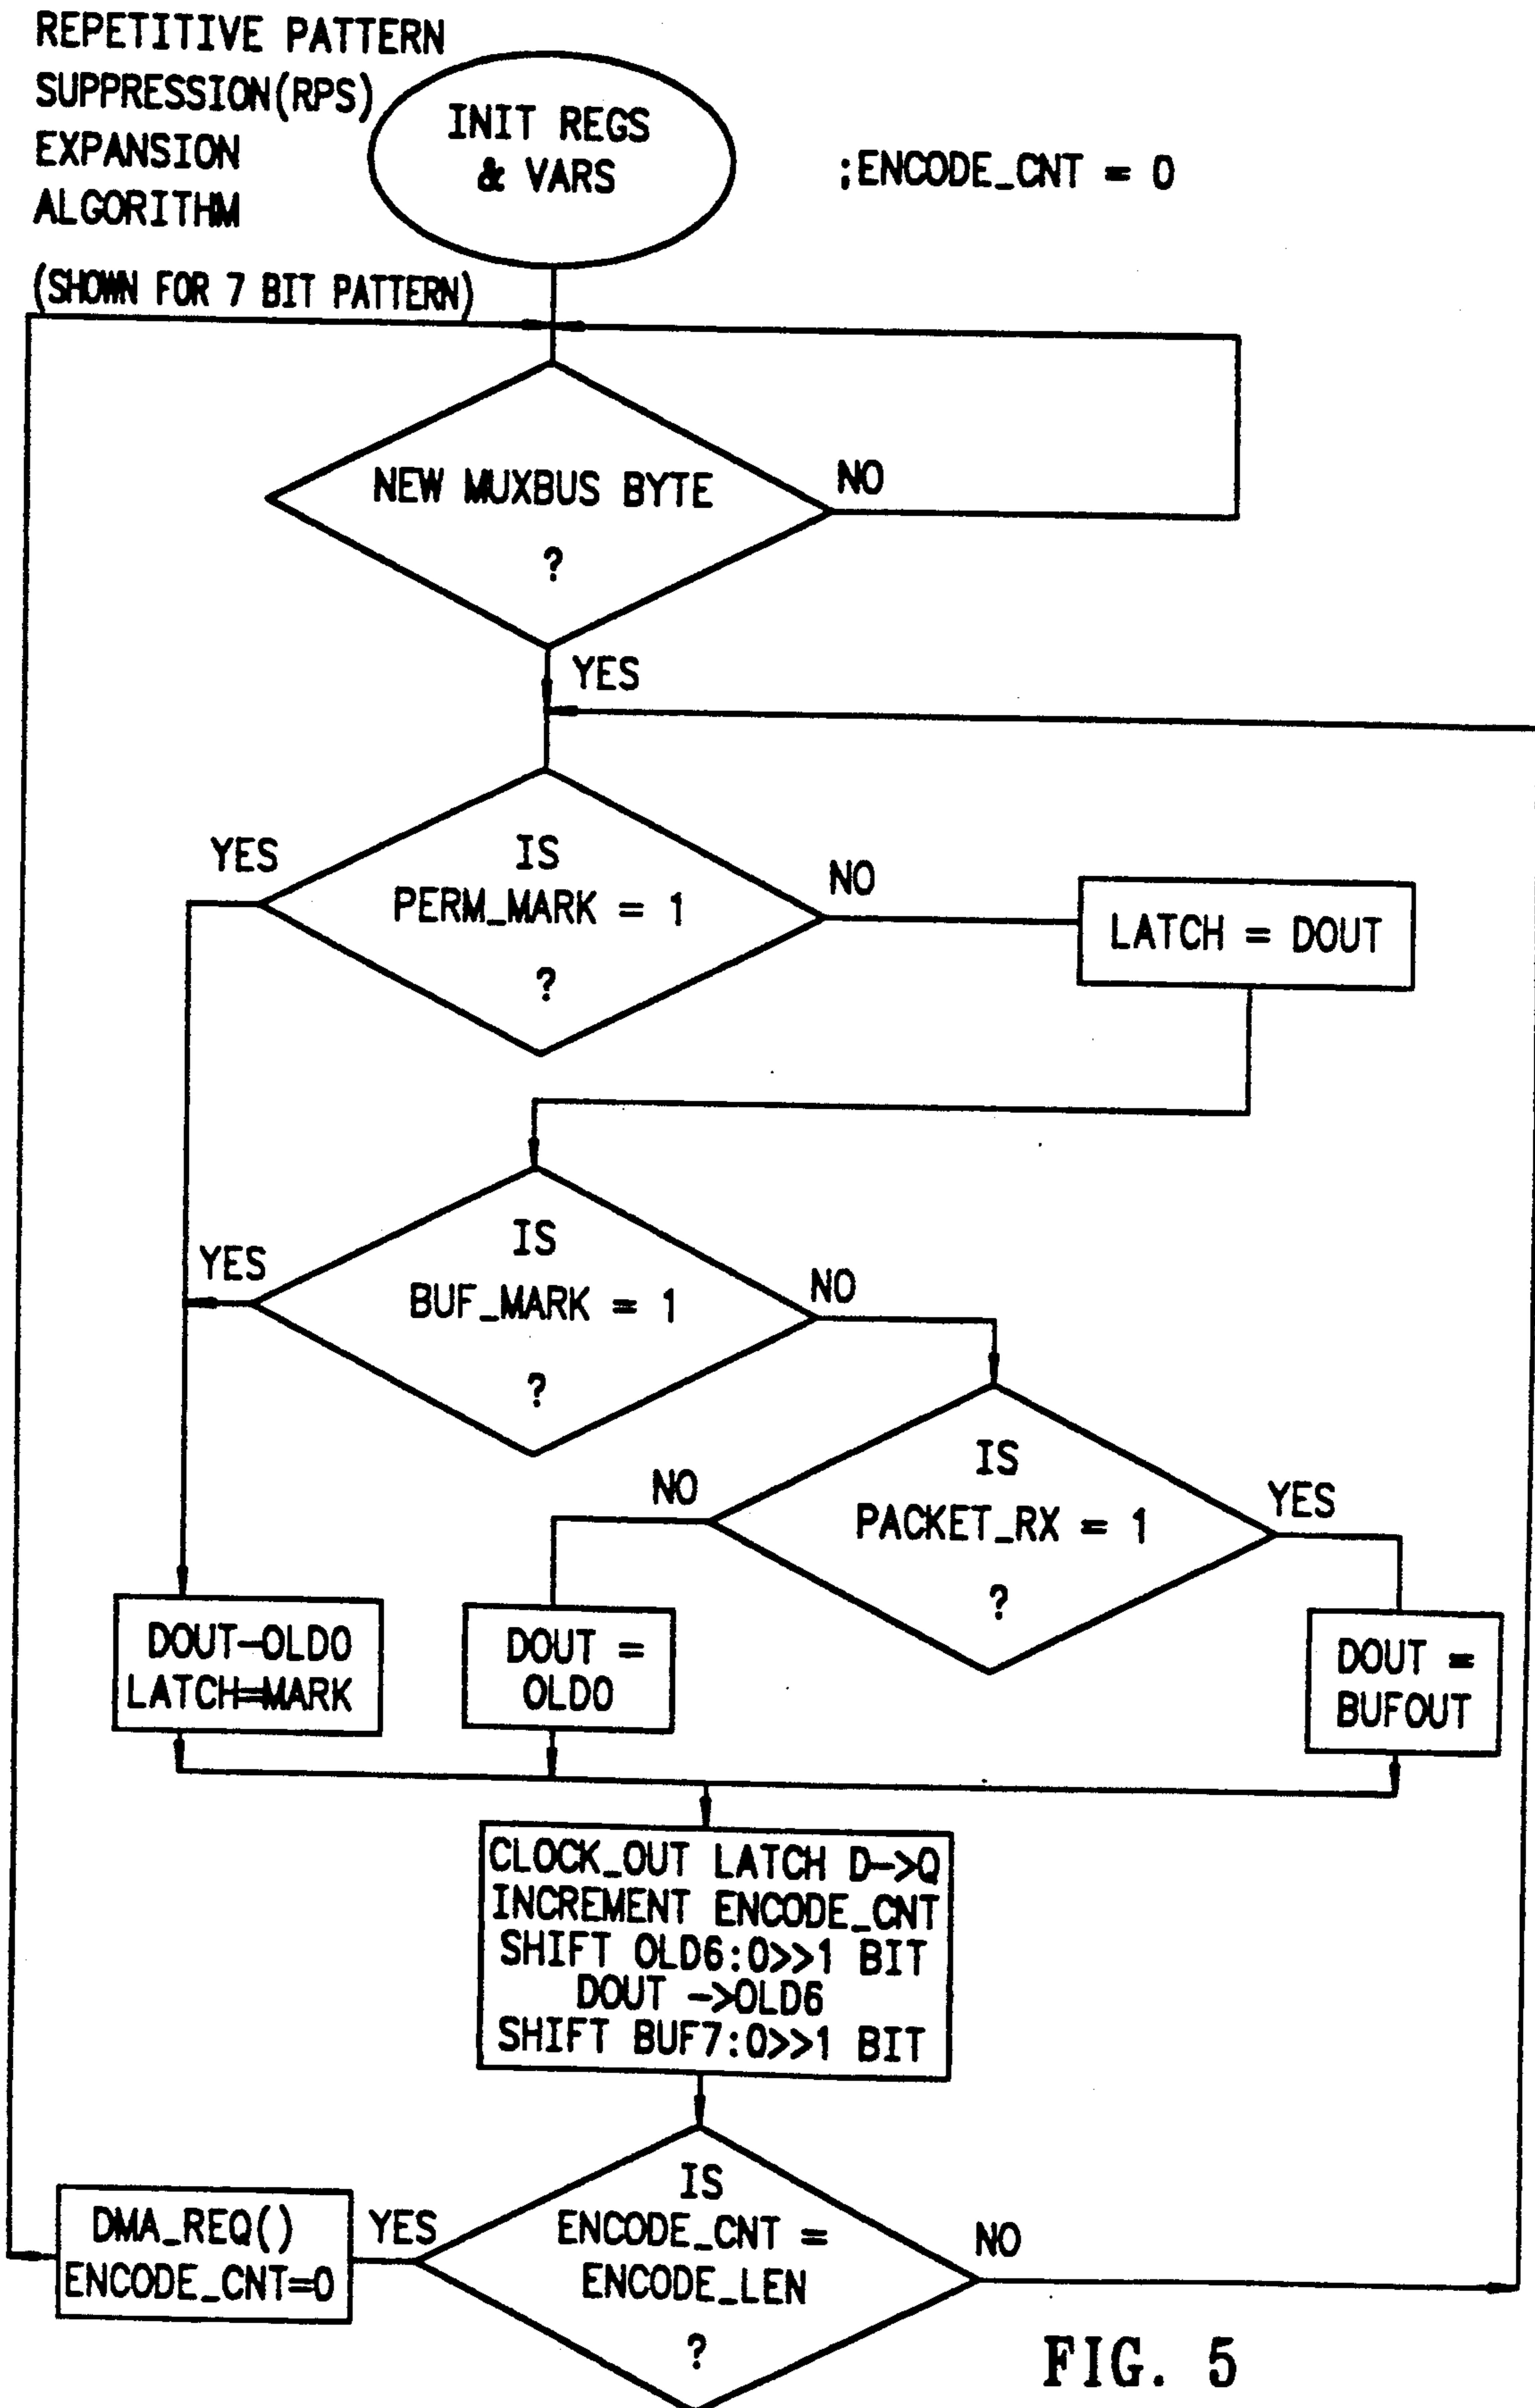 REPETITIVE PATTERN
SUPPRESSION(RPS)
EXPANSION
ALGORITHM
(SHOWN FOR 7 BIT PATTERN)
INIT REGS
& VARS
;ENCODE_CNT = 0
NEW MUXBUS BYTE
?
NO
YES
IS
PERM_MARK = 1
?
YES
NO
LATCH = DOUT
IS
BUF_MARK = 1
?
YES
NO
IS
PACKET_RX = 1
?
NO
YES
DOUT-OLD0
LATCH=MARK
DOUT =
OLD0
DOUT =
BUFOUT
CLOCK_OUT LATCH D->Q
INCREMENT ENCODE_CNT
SHIFT OLD6:0>>1 BIT
DOUT ->OLD6
SHIFT BUF7:0>>1 BIT
IS
ENCODE_CNT =
ENCODE_LEN
?
YES
NO
DMA_REQ()
ENCODE_CNT=0
FIG. 5